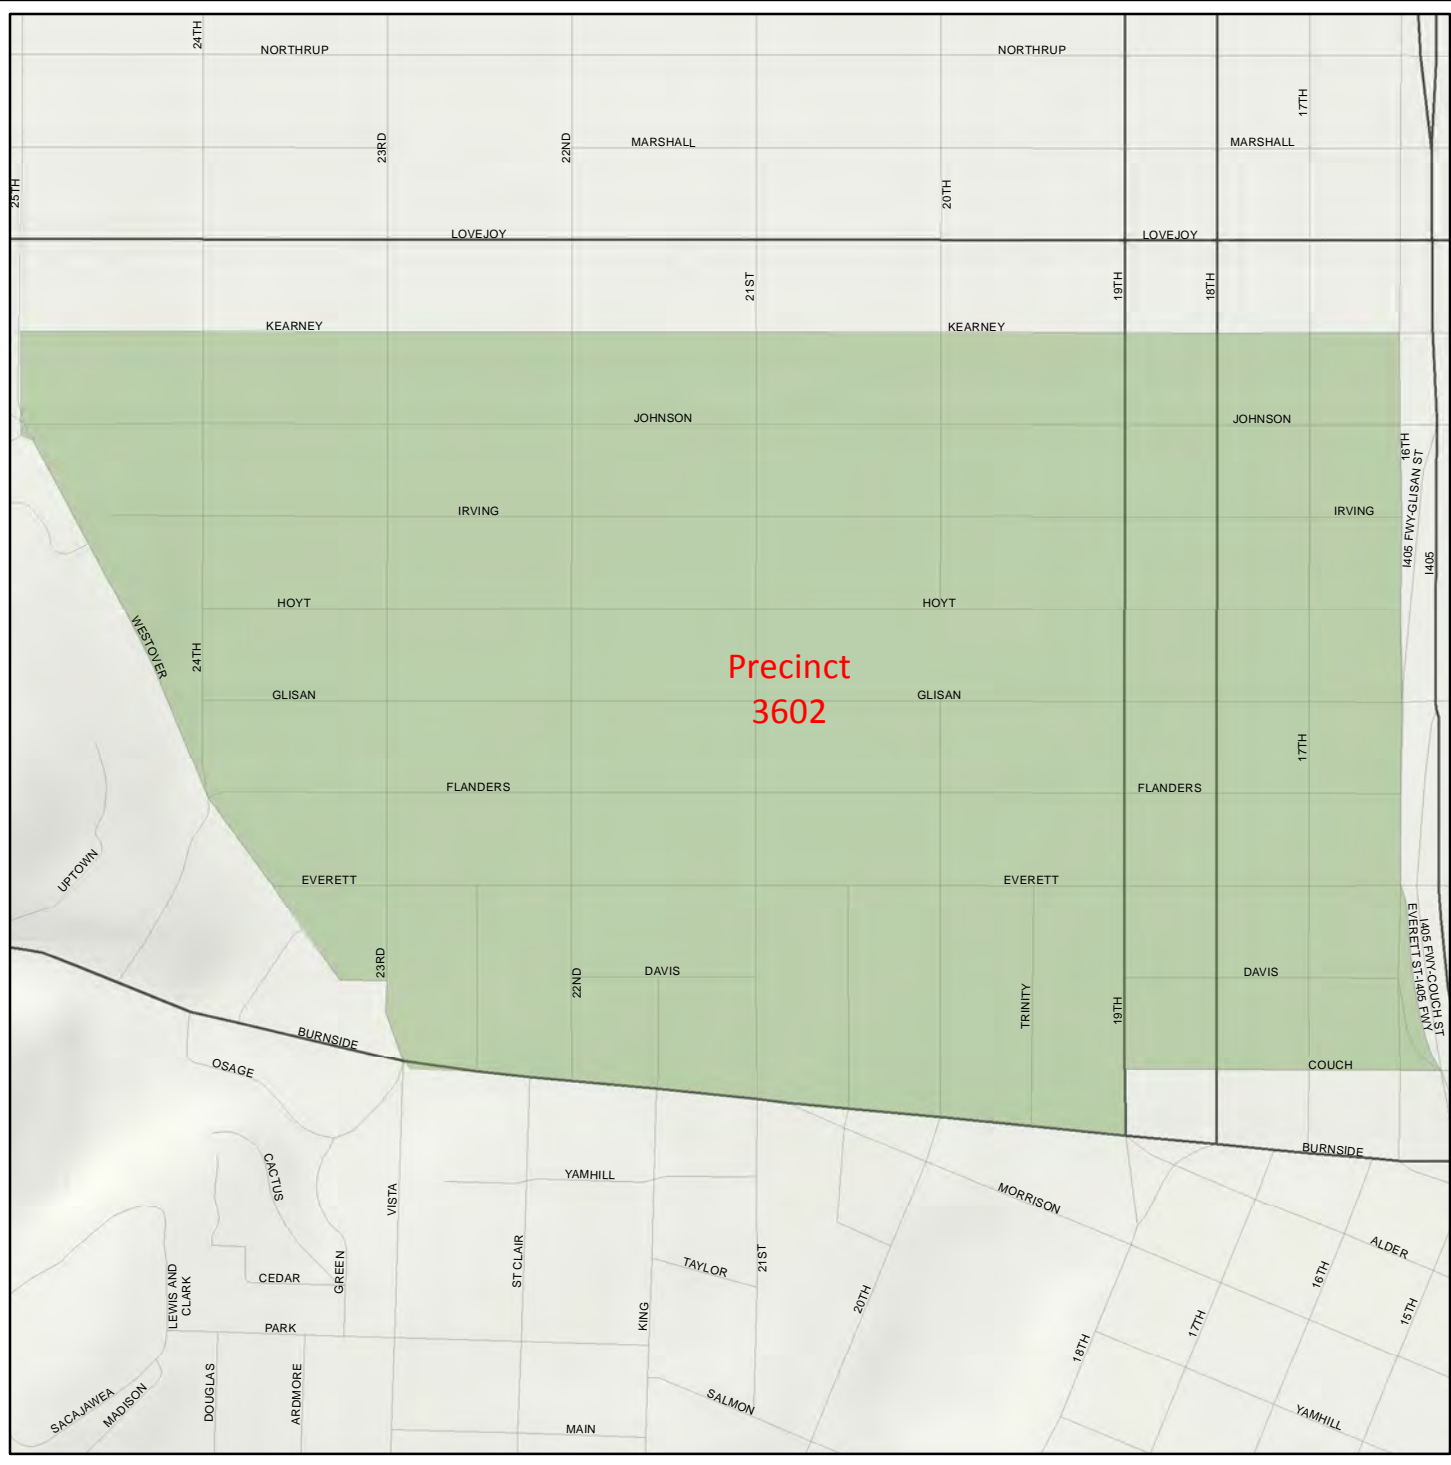 24TH
NORTHRUP
NORTHRUP
17TH
23RD
22ND
MARSHALL
MARSHALL
25TH
20TH
LOVEJOY
LOVEJOY
21ST
19TH
18TH
KEARNEY
KEARNEY
JOHNSON
JOHNSON
16TH
I405 FWY-GLISAN ST
I405
IRVING
IRVING
HOYT
HOYT
WESTOVER
24TH
Precinct
3602
GLISAN
GLISAN
17TH
FLANDERS
FLANDERS
UPTOWN
EVERETT
EVERETT
I405 FWY-COUCH ST
EVERETT ST-I405 FWY
23RD
22ND
DAVIS
TRINITY
19TH
DAVIS
BURNSIDE
OSAGE
COUCH
BURNSIDE
CACTUS
VISTA
YAMHILL
MORRISON
ALDER
ST CLAIR
21ST
TAYLOR
GREEN
CEDAR
LEWIS AND
CLARK
KING
20TH
16TH
15TH
17TH
18TH
PARK
DOUGLAS
ARDMORE
SACAJAWEA
MADISON
SALMON
YAMHILL
MAIN